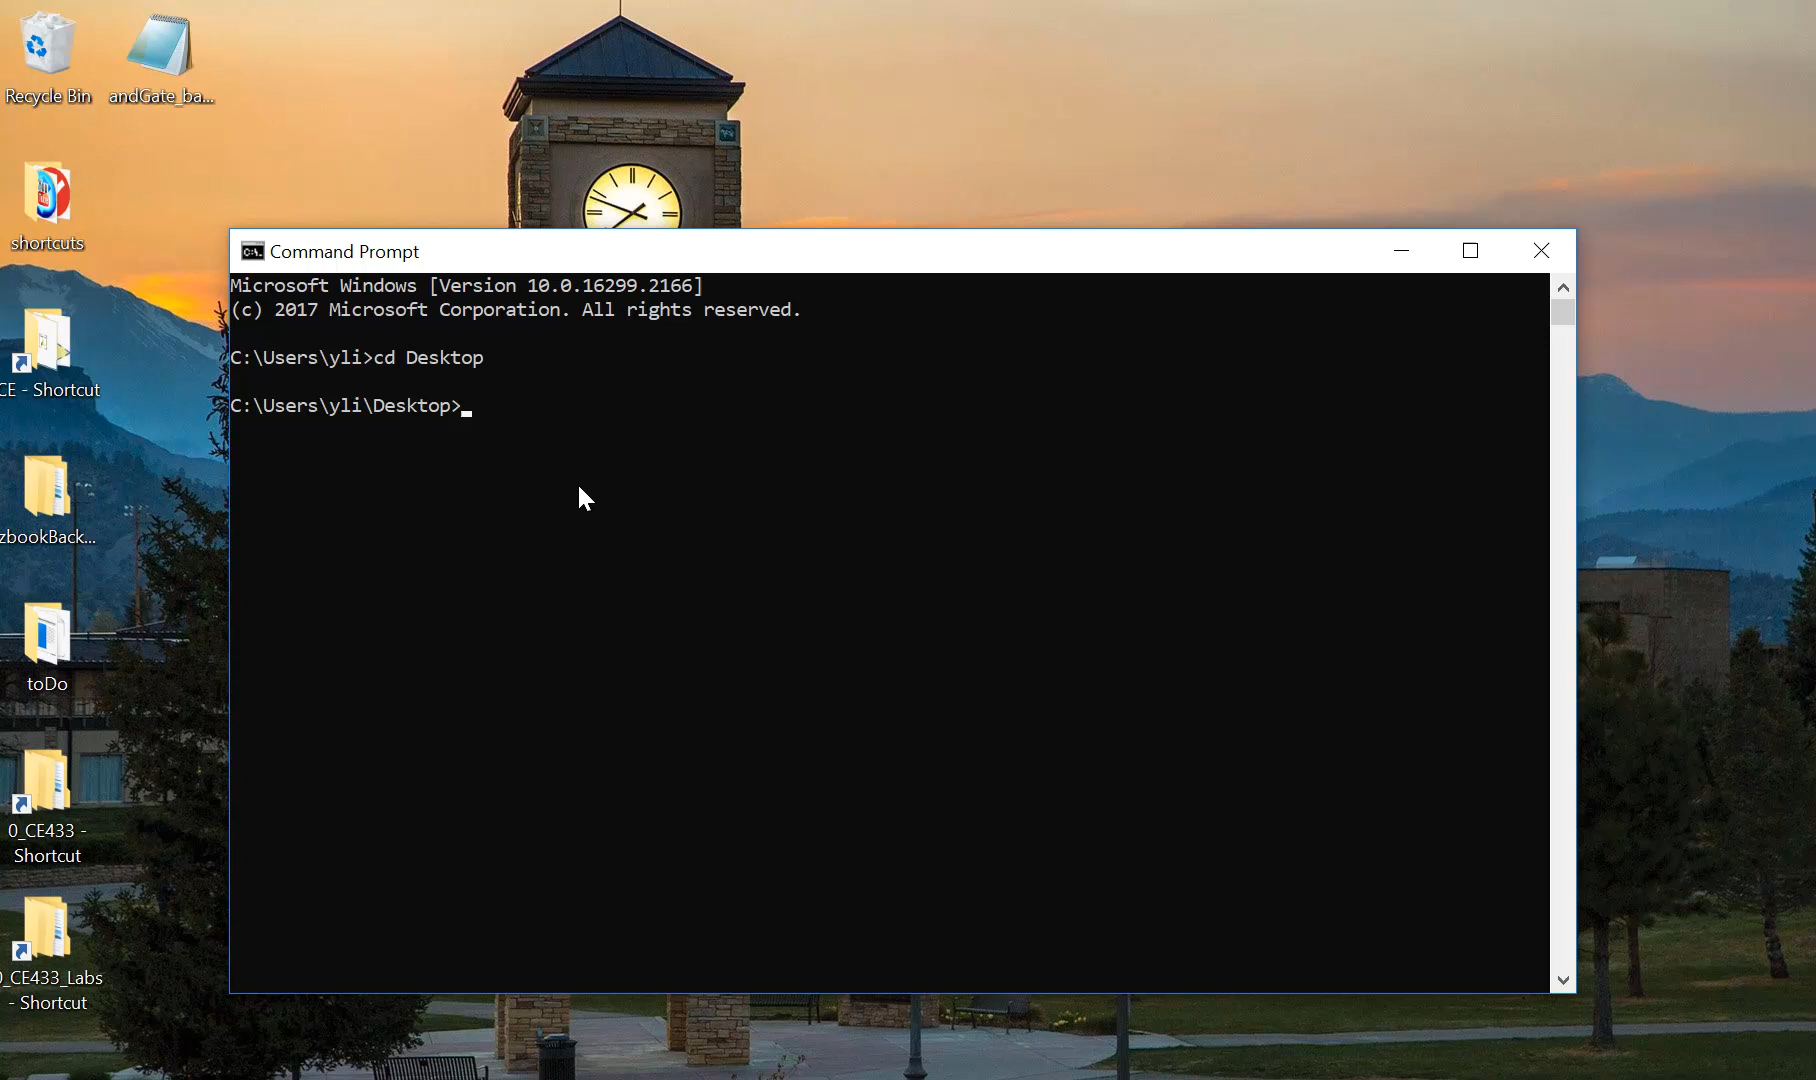 Recycle Bin
andGate_ba...
shortcuts
CE - Shortcut
zbookBack...
toDo
0_CE433 -
Shortcut
_CE433_Labs
- Shortcut
Command Prompt
Microsoft Windows [Version 10.0.16299.2166]
(c) 2017 Microsoft Corporation. All rights reserved.
C:\Users\yli>cd Desktop
C:\Users\yli\Desktop>